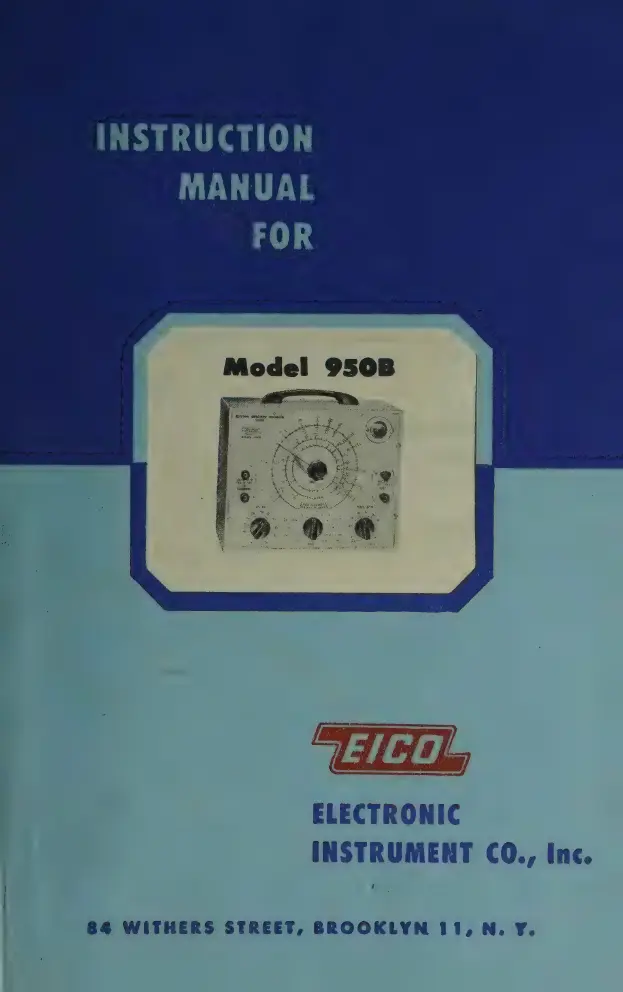 INSTRUCTION
MANUAL
FOR
Model 950B
EICO
ELECTRONIC
INSTRUMENT CO., Inc.
84 WITHERS STREET, BROOKLYN 11, N. Y.